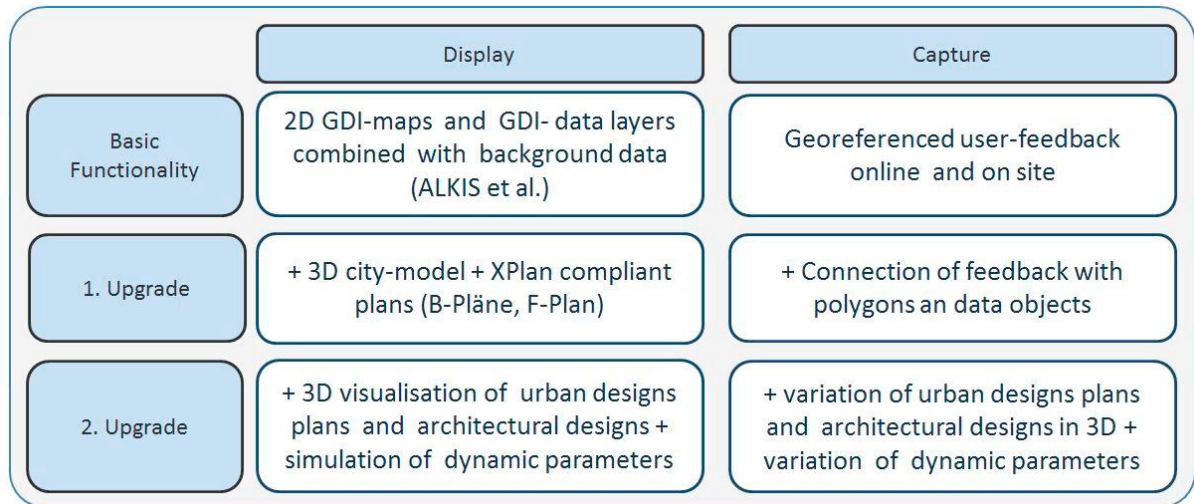 Display
Capture
Basic
Functionality
2D GDI-maps and GDI- data layers
combined with background data
(ALKIS et al.)
Georeferenced user-feedback
online and on site
1. Upgrade
+ 3D city-model + XPlan compliant
plans (B-Pläne, F-Plan)
+ Connection of feedback with
polygons an data objects
2. Upgrade
+ 3D visualisation of urban designs
plans and architectural designs +
simulation of dynamic parameters
+ variation of urban designs plans
and architectural designs in 3D +
variation of dynamic parameters